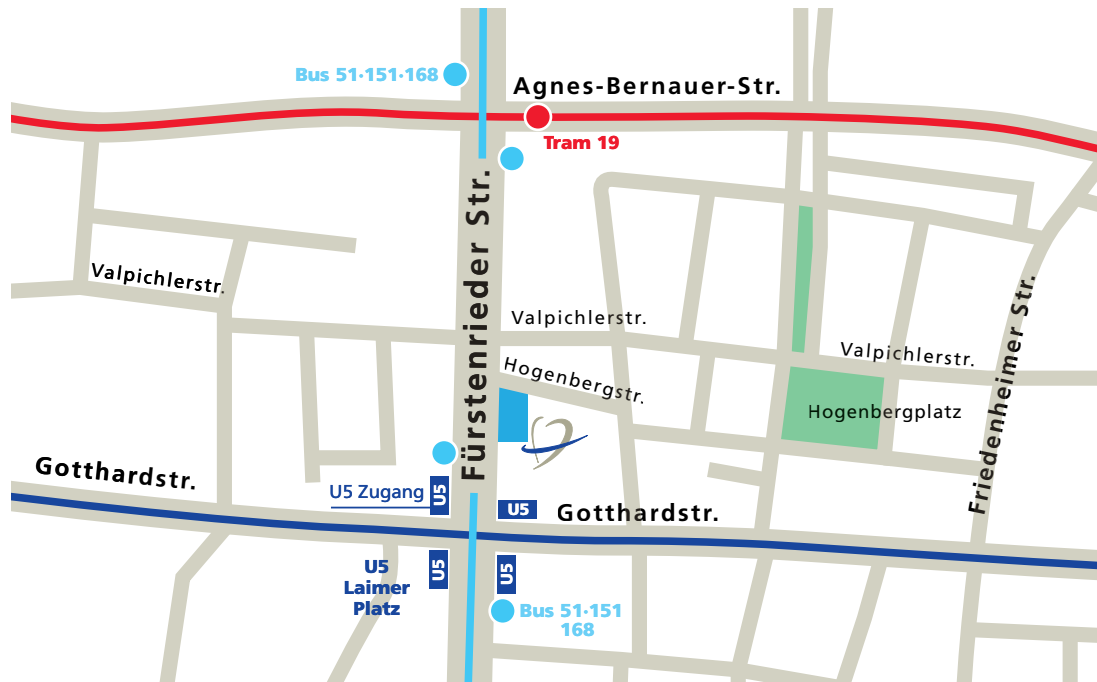 Bus 51·151·168
Agnes-Bernauer-Str.
Tram 19
Fürstenrieder Str.
Valpichlerstr.
Valpichlerstr.
Valpichlerstr.
Friedenheimer Str.
Hogenbergstr.
Hogenbergplatz
Gotthardstr.
U5 Zugang
U5
U5
Gotthardstr.
U5
Laimer
Platz
U5
U5
Bus 51·151
168